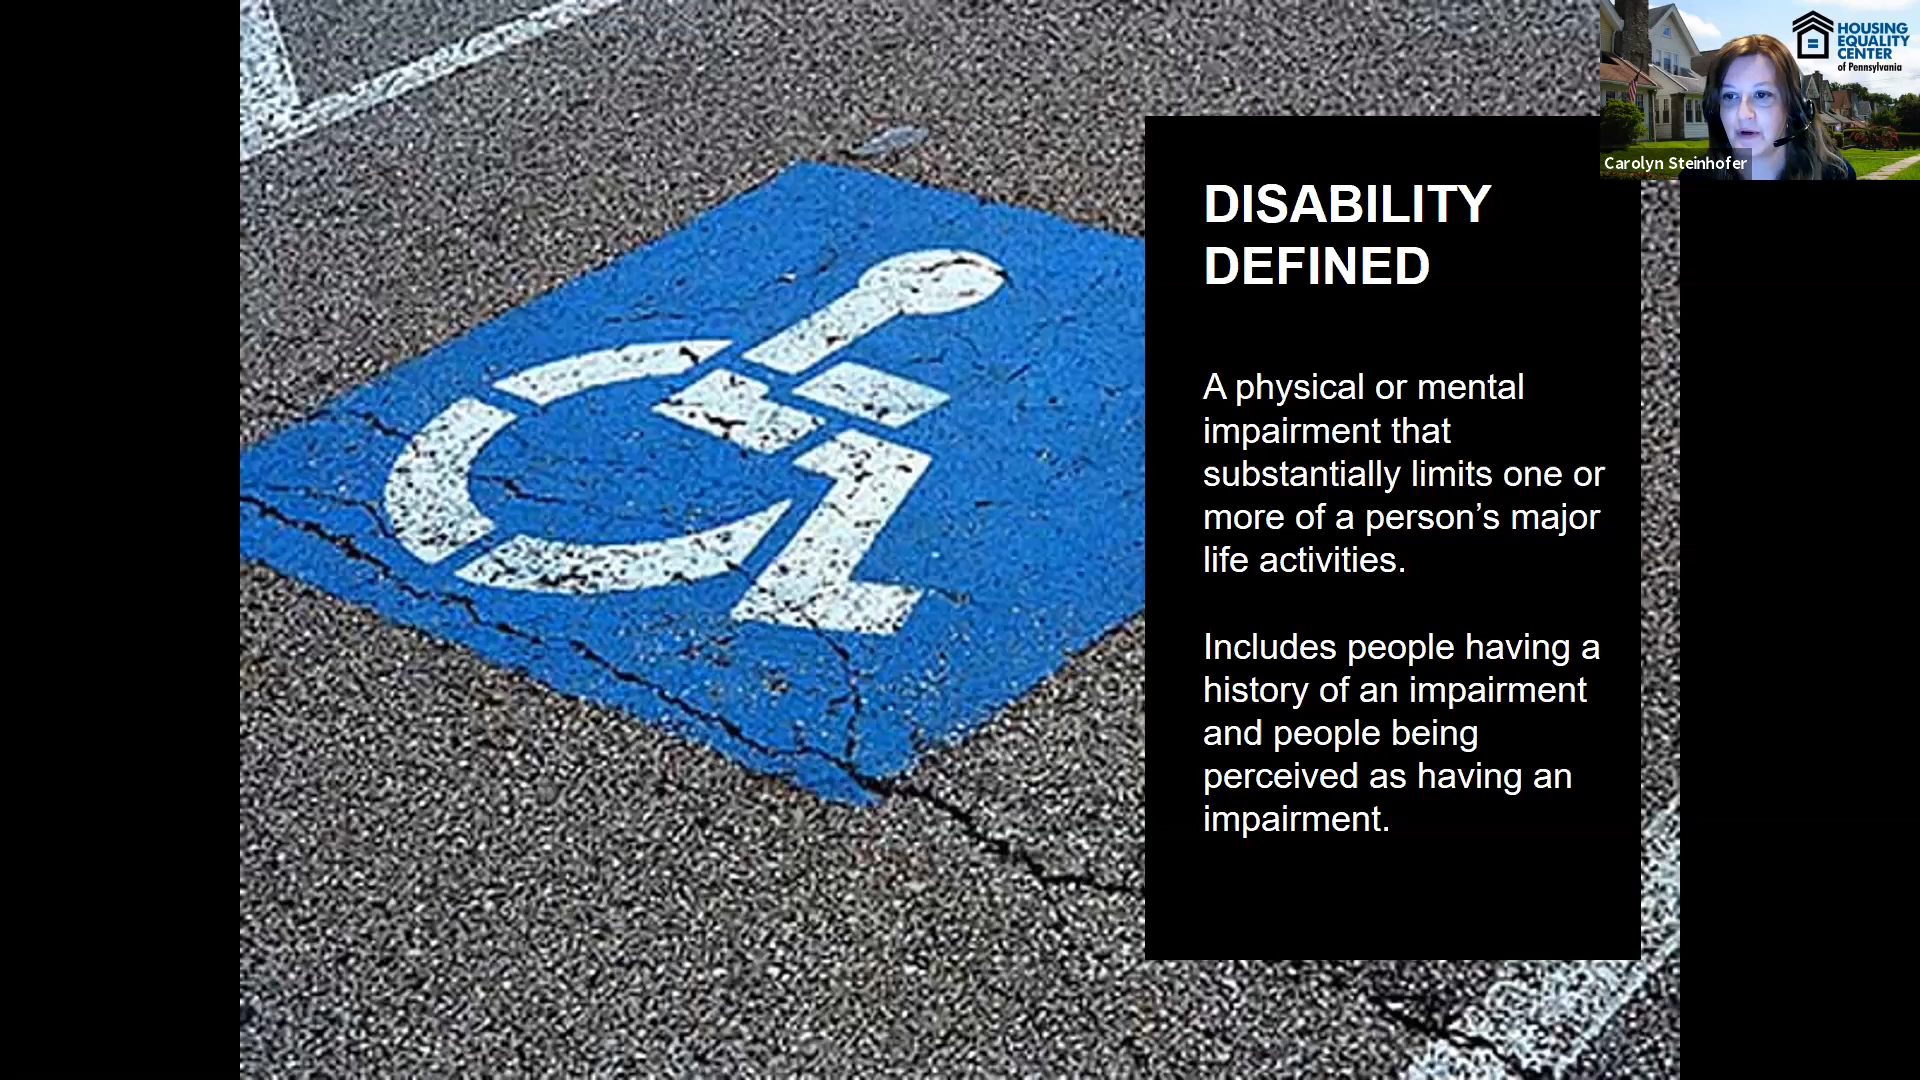 HOUSING
EQUALITY
CENTER
of Pennsylvania
Carolyn Steinhofer
DISABILITY
DEFINED
A physical or mental
impairment that
substantially limits one or
more of a person’s major
life activities.
Includes people having a
history of an impairment
and people being
perceived as having an
impairment.